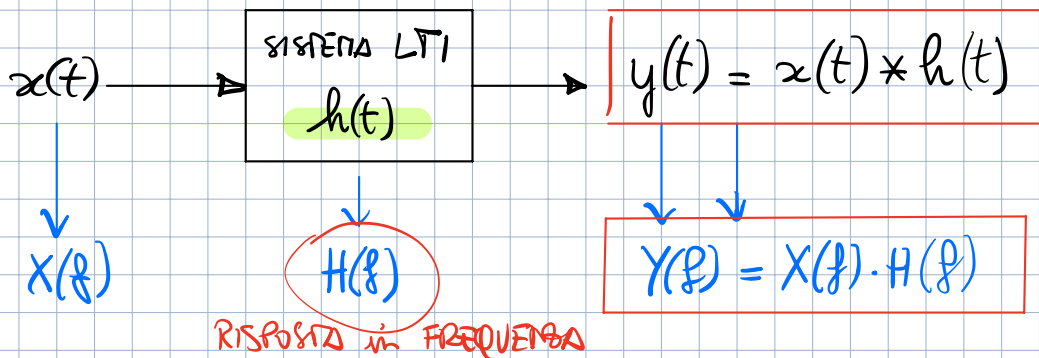 SISTEMA LTI
x(t)
h(t)
y(t) = x(t) * h(t)
X(f)
H(f)
Y(f) = X(f) · H(f)
RISPOSTA in FREQUENZA